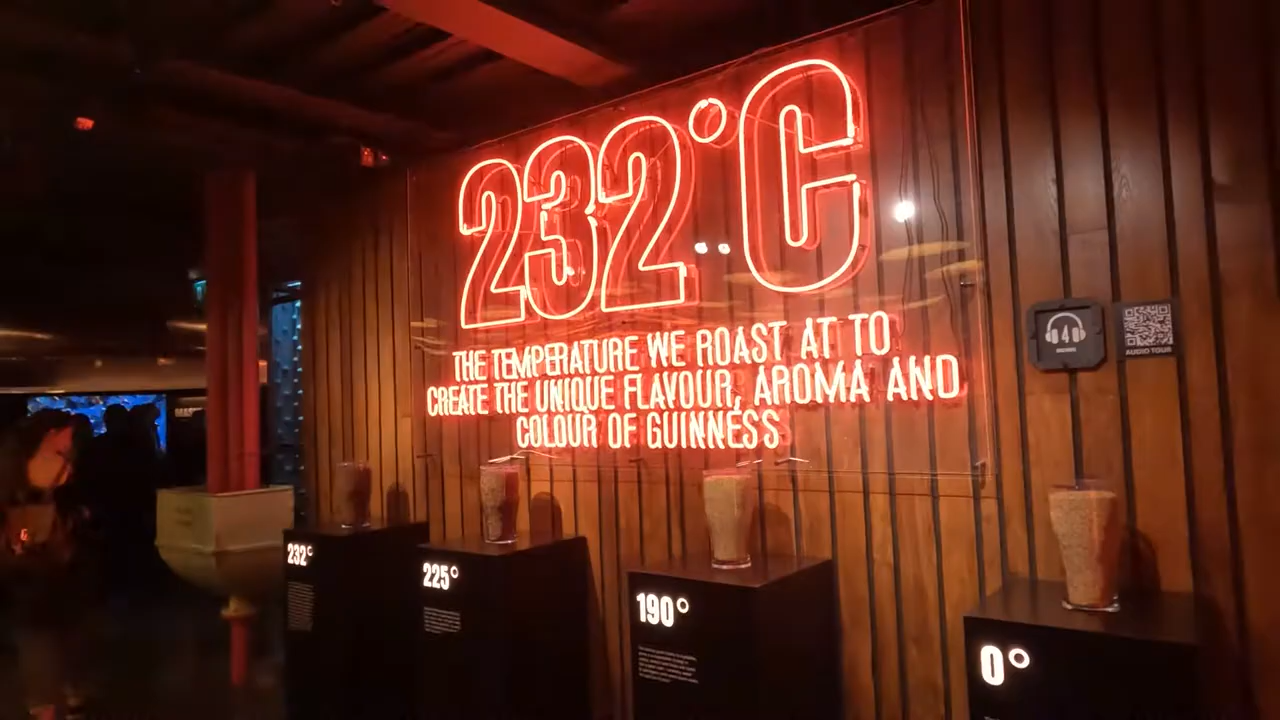 232°C
THE TEMPERATURE WE ROAST AT TO
CREATE THE UNIQUE FLAVOUR, AROMA AND
COLOUR OF GUINNESS
04
AUDIO TOUR
232°
225°
190°
0°